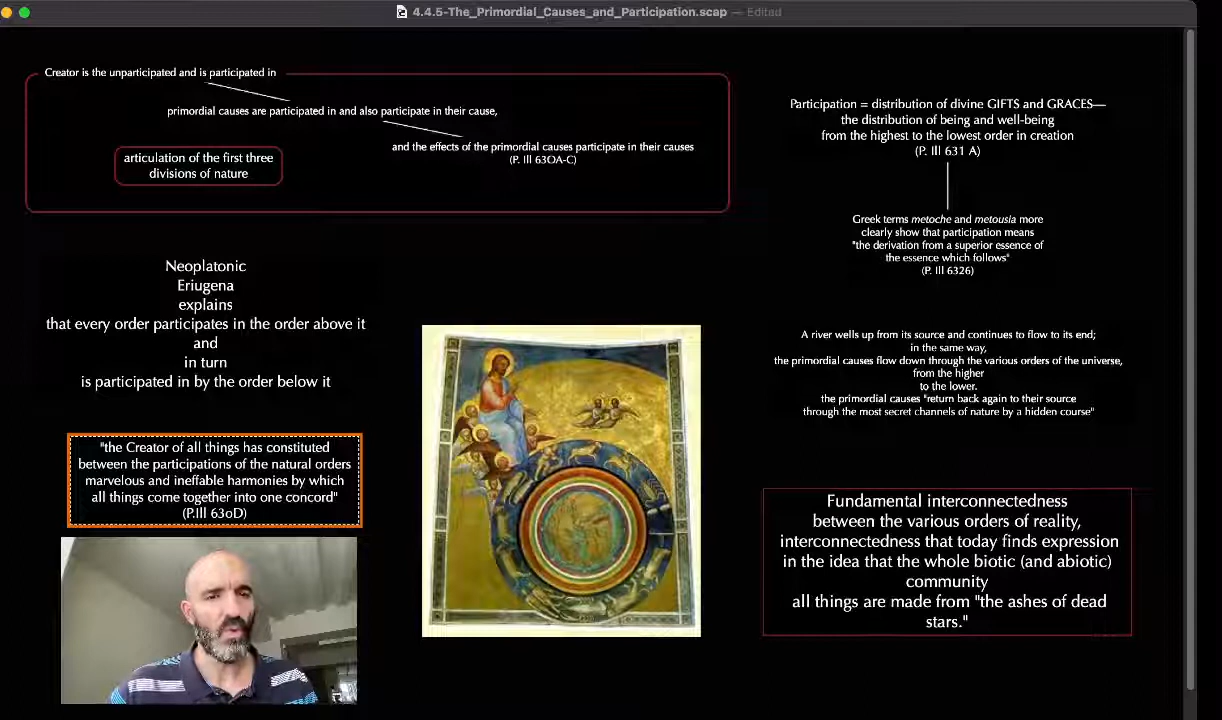 4.4.5-The_Primordial_Causes_and_Participation.scap — Edited
Creator is the unparticipated and is participated in
primordial causes are participated in and also participate in their cause,
and the effects of the primordial causes participate in their causes
(P. Ill 63OA-C)
articulation of the first three
divisions of nature
Neoplatonic
Eriugena
explains
that every order participates in the order above it
and
in turn
is participated in by the order below it
"the Creator of all things has constituted
between the participations of the natural orders
marvelous and ineffable harmonies by which
all things come together into one concord"
(P.Ill 63oD)
Participation = distribution of divine GIFTS and GRACES—
the distribution of being and well-being
from the highest to the lowest order in creation
(P. Ill 631 A)
Greek terms metoche and metousia more
clearly show that participation means
"the derivation from a superior essence of
the essence which follows"
(P. Ill 6326)
A river wells up from its source and continues to flow to its end;
in the same way,
the primordial causes flow down through the various orders of the universe,
from the higher
to the lower.
the primordial causes "return back again to their source
through the most secret channels of nature by a hidden course"
Fundamental interconnectedness
between the various orders of reality,
interconnectedness that today finds expression
in the idea that the whole biotic (and abiotic)
community
all things are made from "the ashes of dead
stars."